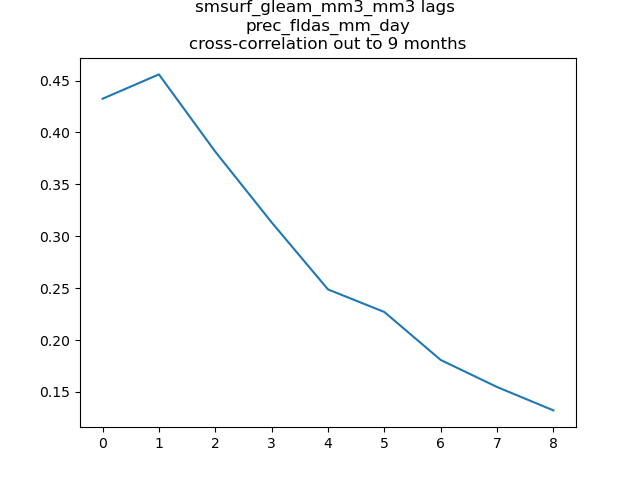 smsurf_gleam_mm3_mm3 lags
prec_fldas_mm_day
cross-correlation out to 9 months
0.45
0.40
0.35
0.30
0.25
0.20
0.15
0 1 2 3 4 5 6 7 8